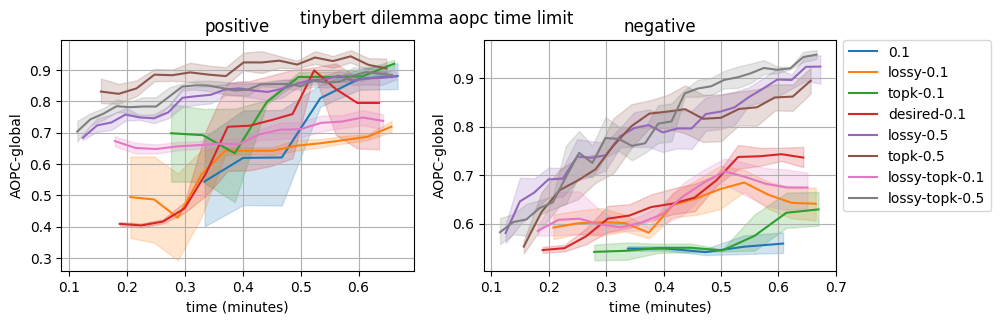 tinybert dilemma aopc time limit
positive
negative
AOPC-global
0.9
0.8
0.7
0.6
0.5
0.4
0.3
0.1 0.2 0.3 0.4 0.5 0.6
time (minutes)
AOPC-global
0.9
0.8
0.7
0.6
0.1 0.2 0.3 0.4 0.5 0.6 0.7
time (minutes)
0.1
lossy-0.1
topk-0.1
desired-0.1
lossy-0.5
topk-0.5
lossy-topk-0.1
lossy-topk-0.5